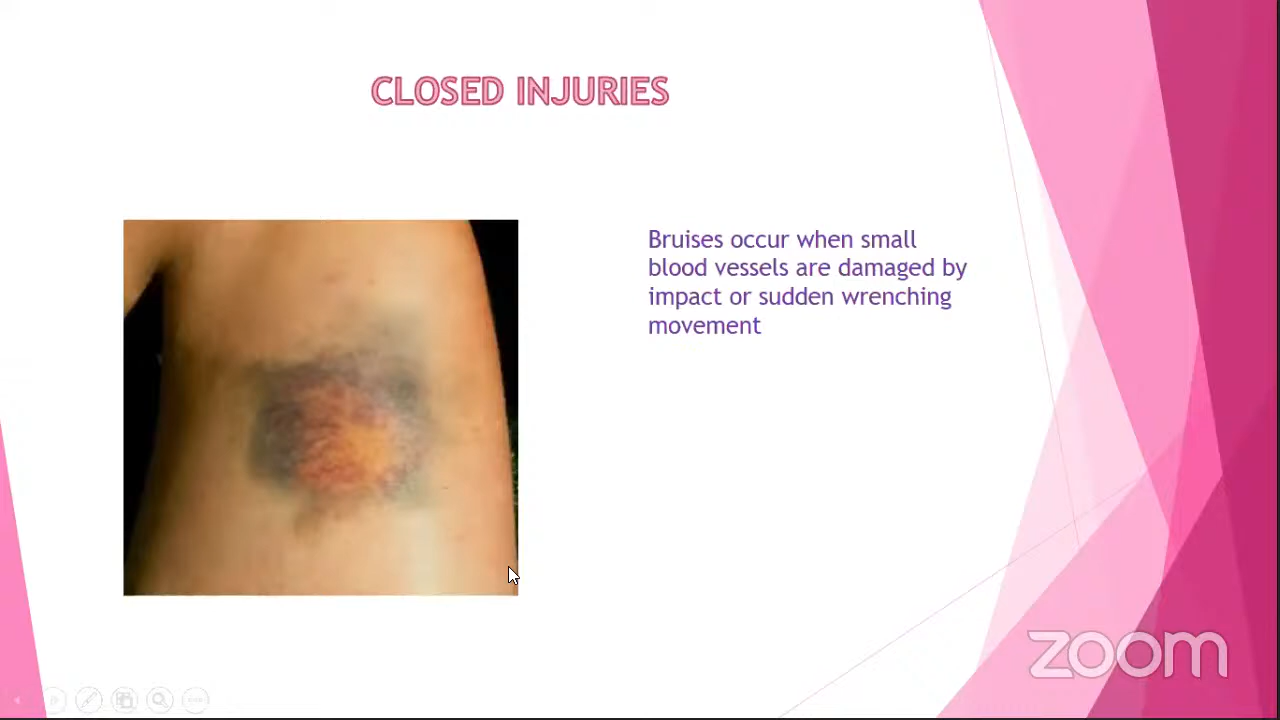 CLOSED INJURIES
Bruises occur when small
blood vessels are damaged by
impact or sudden wrenching
movement
zoom